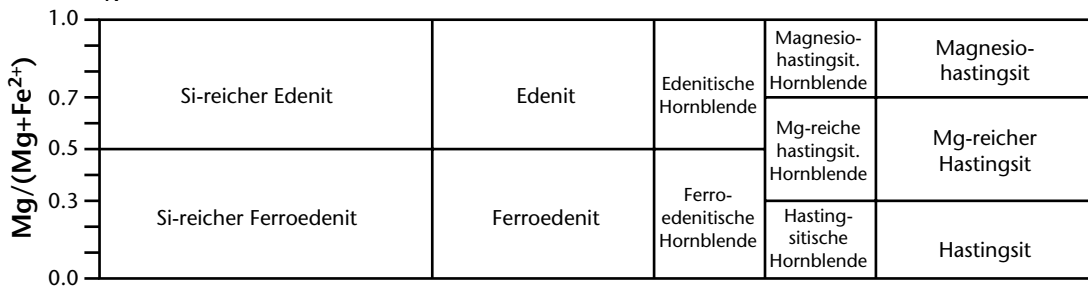 1.0
0.7
0.5
0.3
0.0
Mg/(Mg+Fe²⁺)
Si-reicher Edenit
Edenit
Edenitische
Hornblende
Magnesio-
hastingsit.
Hornblende
Magnesio-
hastingsit
Mg-reiche
hastingsit.
Hornblende
Mg-reicher
Hastingsit
Si-reicher Ferroedenit
Ferroedenit
Ferro-
edenitische
Hornblende
Hasting-
sitische
Hornblende
Hastingsit